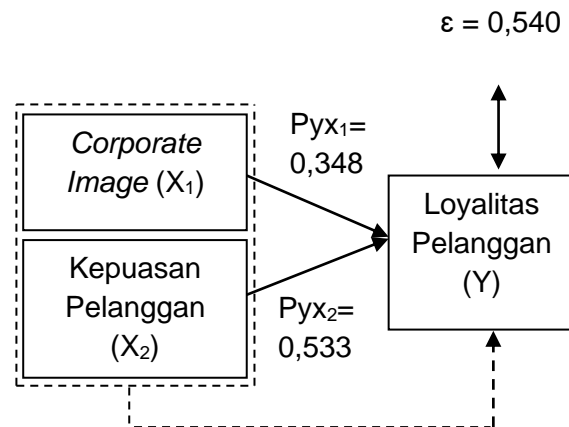 ε = 0,540
Corporate
Image (X₁)
Pyx₁=
0,348
Loyalitas
Pelanggan
(Y)
Kepuasan
Pelanggan
(X₂)
Pyx₂=
0,533